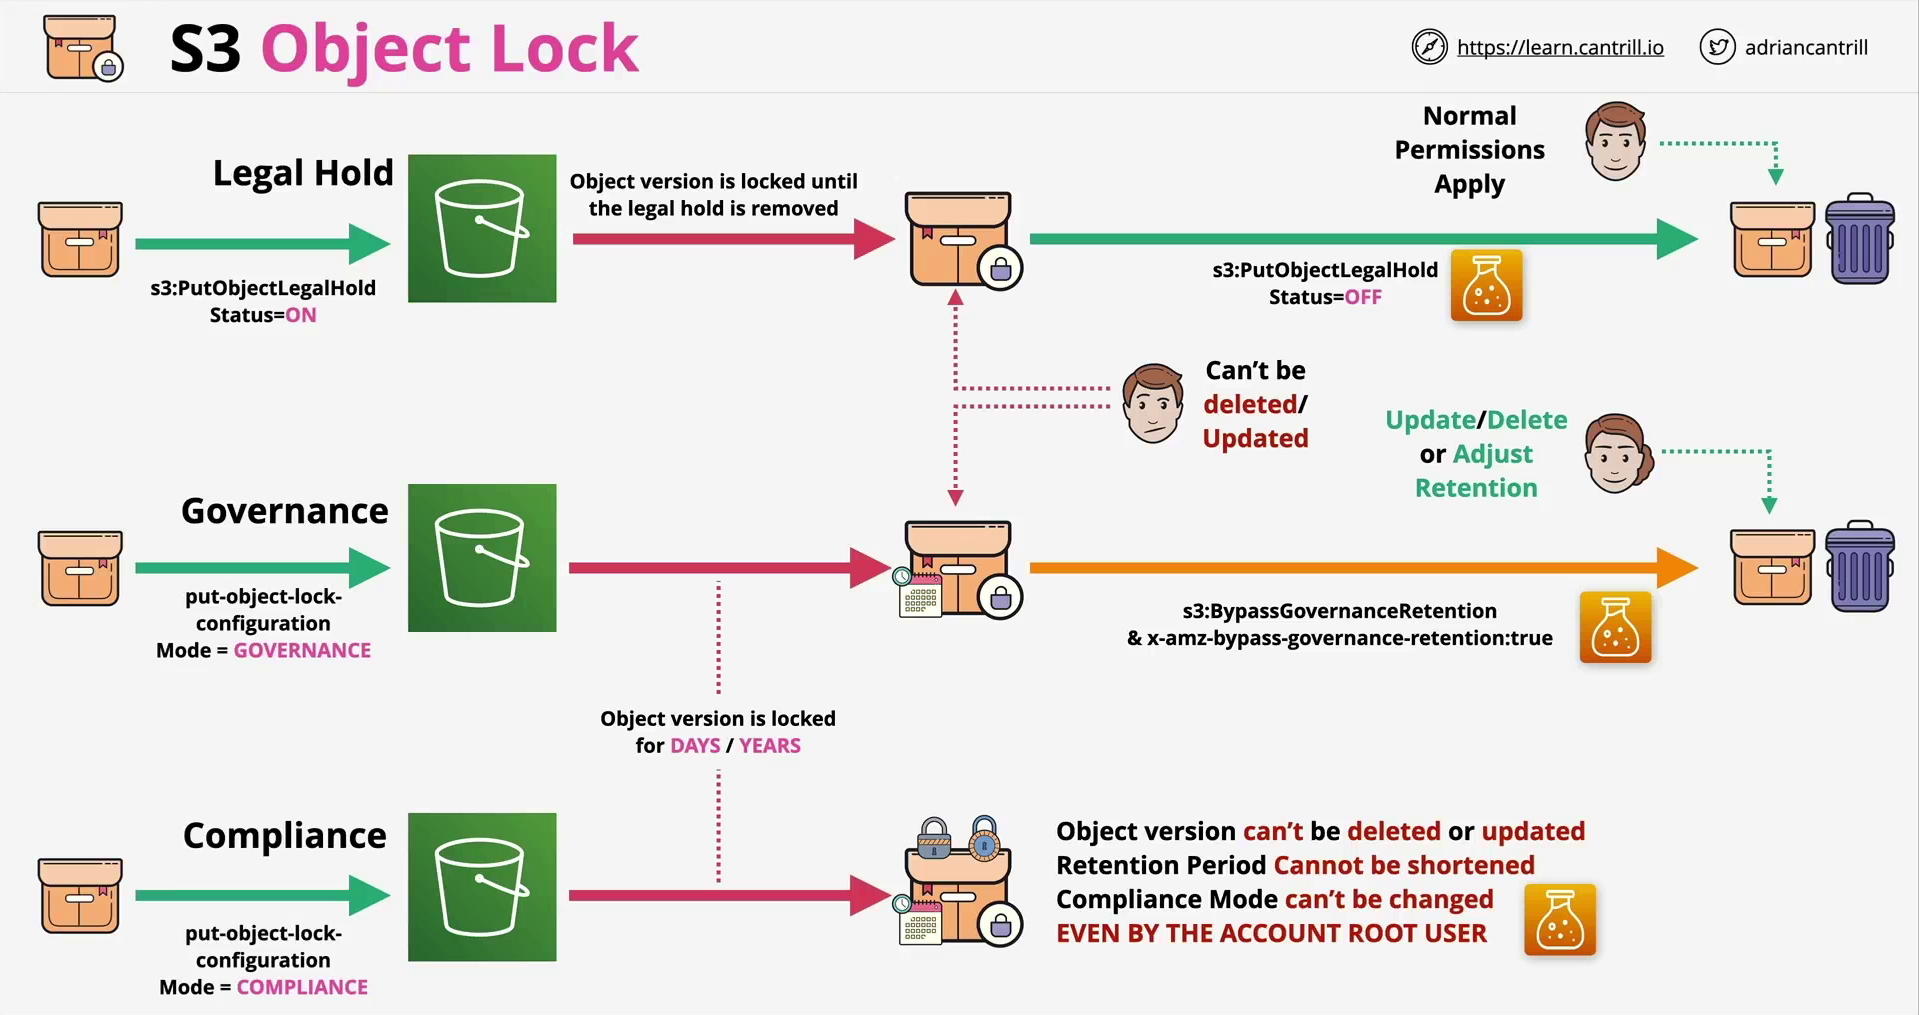 S3 Object Lock
https://learn.cantrill.io
adriancantrill
Legal Hold
s3:PutObjectLegalHold
Status=ON
Object version is locked until
the legal hold is removed
Normal
Permissions
Apply
s3:PutObjectLegalHold
Status=OFF
Can't be
deleted/
Updated
Update/Delete
or Adjust
Retention
Governance
put-object-lock-
configuration
Mode = GOVERNANCE
s3:BypassGovernanceRetention
& x-amz-bypass-governance-retention:true
Object version is locked
for DAYS / YEARS
Compliance
put-object-lock-
configuration
Mode = COMPLIANCE
Object version can't be deleted or updated
Retention Period Cannot be shortened
Compliance Mode can't be changed
EVEN BY THE ACCOUNT ROOT USER